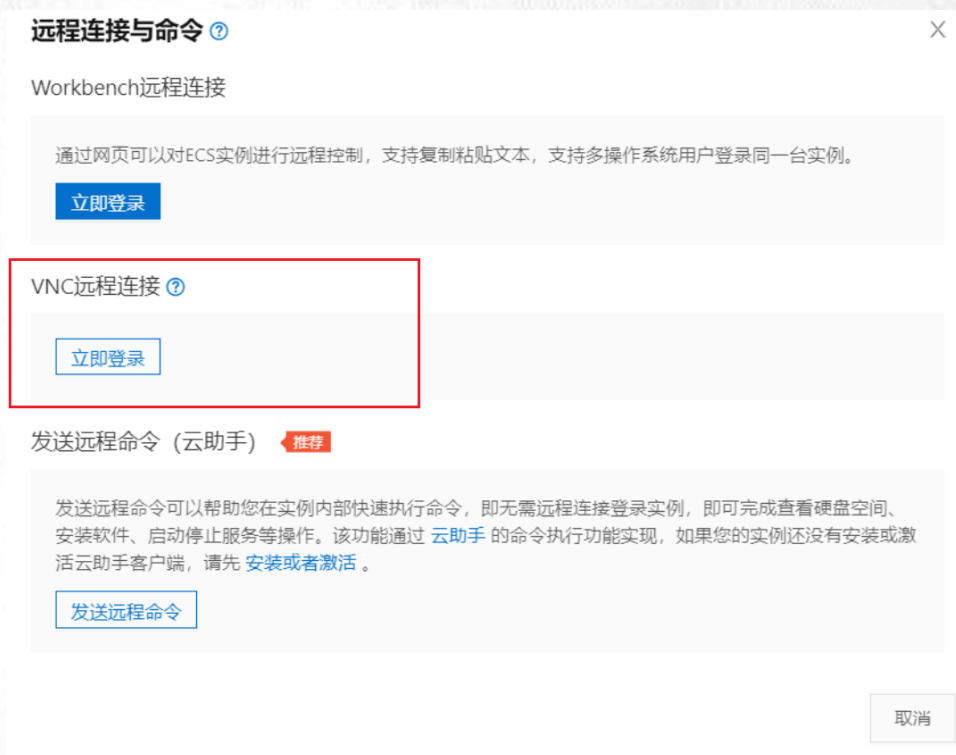 远程连接与命令
Workbench远程连接
通过网页可以对ECS实例进行远程控制，支持复制粘贴文本，支持多操作系统用户登录同一台实例。
立即登录
VNC远程连接
立即登录
发送远程命令（云助手） 推荐
发送远程命令可以帮助您在实例内部快速执行命令，即无需远程连接登录实例，即可完成查看硬盘空间、
安装软件、启动停止服务等操作。该功能通过 云助手 的命令执行功能实现，如果您的实例还没有安装或激
活云助手客户端，请先 安装或者激活 。
发送远程命令
取消